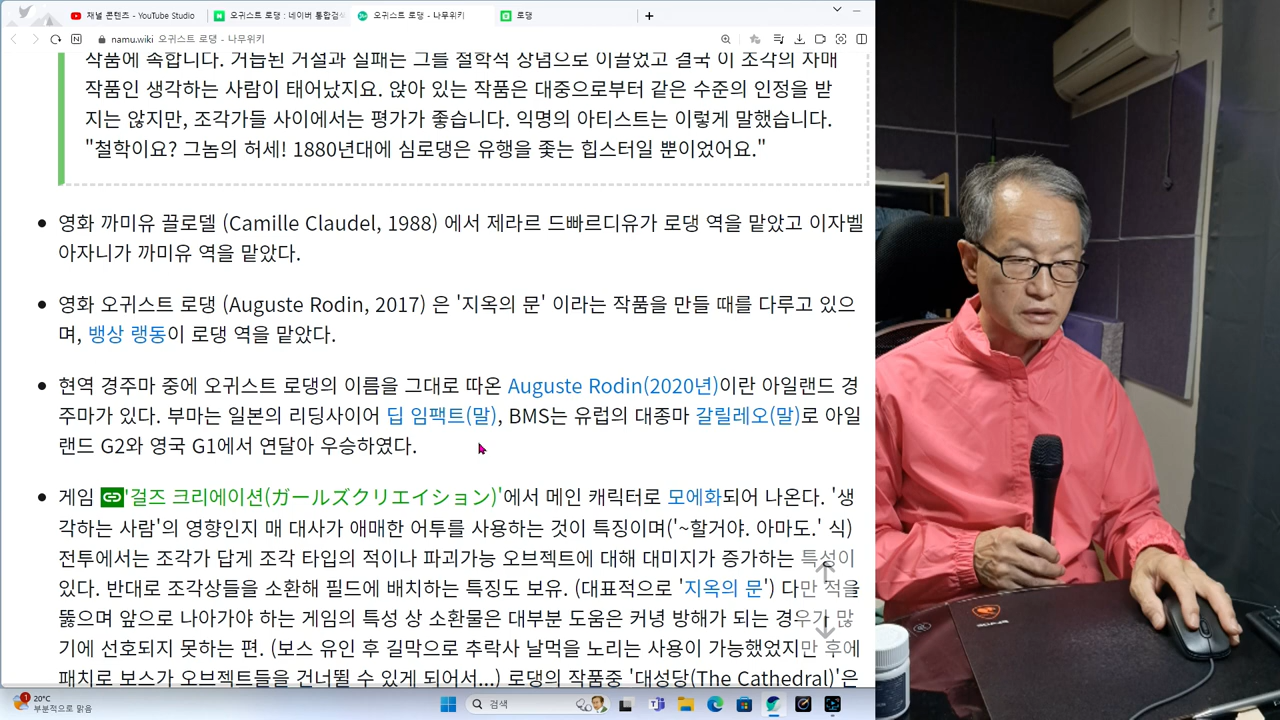 채널 콘텐츠 - YouTube Studio
오귀스트 로댕 : 네이버 통합검색
오귀스트 로댕 - 나무위키
로댕
namu.wiki 오귀스트 로댕 - 나무위키
작품에 속합니다. 거듭된 거절과 실패는 그를 철학적 상념으로 이끌었고 결국 이 조각의 자매
작품인 생각하는 사람이 태어났지요. 앉아 있는 작품은 대중으로부터 같은 수준의 인정을 받
지는 않지만, 조각가들 사이에서는 평가가 좋습니다. 익명의 아티스트는 이렇게 말했습니다.
"철학이요? 그놈의 허세! 1880년대에 심로댕은 유행을 좇는 힙스터일 뿐이었어요."
영화 까미유 끌로델 (Camille Claudel, 1988) 에서 제라르 드빠르디유가 로댕 역을 맡았고 이자벨
아자니가 까미유 역을 맡았다.
영화 오귀스트 로댕 (Auguste Rodin, 2017) 은 '지옥의 문' 이라는 작품을 만들 때를 다루고 있으
며, 뱅상 랭동이 로댕 역을 맡았다.
현역 경주마 중에 오귀스트 로댕의 이름을 그대로 따온 Auguste Rodin(2020년)이란 아일랜드 경
주마가 있다. 부마는 일본의 리딩사이어 딥 임팩트(말), BMS는 유럽의 대종마 갈릴레오(말)로 아일
랜드 G2와 영국 G1에서 연달아 우승하였다.
게임 '걸즈 크리에이션(ガールズクリエイション)'에서 메인 캐릭터로 모에화되어 나온다. '생
각하는 사람'의 영향인지 매 대사가 애매한 어투를 사용하는 것이 특징이며('~할거야. 아마도.' 식)
전투에서는 조각가 답게 조각 타입의 적이나 파괴가능 오브젝트에 대해 대미지가 증가하는 특성이
있다. 반대로 조각상들을 소환해 필드에 배치하는 특징도 보유. (대표적으로 '지옥의 문') 다만 적을
뚫으며 앞으로 나아가야 하는 게임의 특성 상 소환물은 대부분 도움은 커녕 방해가 되는 경우가 많
기에 선호되지 못하는 편. (보스 유인 후 길막으로 추락사 날먹을 노리는 사용이 가능했었지만 후에
패치로 보스가 오브젝트들을 건너뛸 수 있게 되어서...) 로댕의 작품중 '대성당(The Cathedral)'은
20°C
부분적으로 맑음
검색